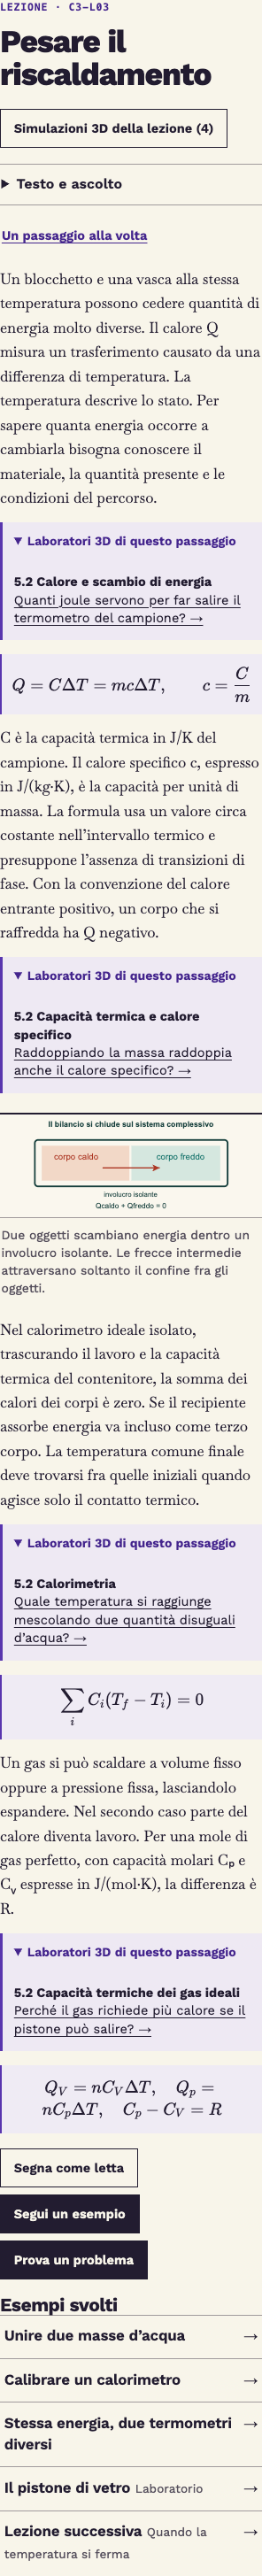 LEZIONE · C3–L03
Pesare il
riscaldamento
Simulazioni 3D della lezione (4)
▶ Testo e ascolto
Un passaggio alla volta
Un blocchetto e una vasca alla stessa
temperatura possono cedere quantità di
energia molto diverse. Il calore Q
misura un trasferimento causato da una
differenza di temperatura. La
temperatura descrive lo stato. Per
sapere quanta energia occorre a
cambiarla bisogna conoscere il
materiale, la quantità presente e le
condizioni del percorso.
▼ Laboratori 3D di questo passaggio
5.2 Calore e scambio di energia
Quanti joule servono per far salire il
termometro del campione? →
Q = CΔT = mcΔT, c = C/m
C è la capacità termica in J/K del
campione. Il calore specifico c, espresso
in J/(kg·K), è la capacità per unità di
massa. La formula usa un valore circa
costante nell’intervallo termico e
presuppone l’assenza di transizioni di
fase. Con la convenzione del calore
entrante positivo, un corpo che si
raffredda ha Q negativo.
▼ Laboratori 3D di questo passaggio
5.2 Capacità termica e calore
specifico
Raddoppiando la massa raddoppia
anche il calore specifico? →
Il bilancio si chiude sul sistema complessivo
corpo caldo corpo freddo
involucro isolante
Qcaldo + Qfreddo = 0
Due oggetti scambiano energia dentro un
involucro isolante. Le frecce intermedie
attraversano soltanto il confine fra gli
oggetti.
Nel calorimetro ideale isolato,
trascurando il lavoro e la capacità
termica del contenitore, la somma dei
calori dei corpi è zero. Se il recipiente
assorbe energia va incluso come terzo
corpo. La temperatura comune finale
deve trovarsi fra quelle iniziali quando
agisce solo il contatto termico.
▼ Laboratori 3D di questo passaggio
5.2 Calorimetria
Quale temperatura si raggiunge
mescolando due quantità disuguali
d’acqua? →
∑_i C_i(T_f − T_i) = 0
Un gas si può scaldare a volume fisso
oppure a pressione fissa, lasciandolo
espandere. Nel secondo caso parte del
calore diventa lavoro. Per una mole di
gas perfetto, con capacità molari Cₚ e
Cᵥ espresse in J/(mol·K), la differenza è
R.
▼ Laboratori 3D di questo passaggio
5.2 Capacità termiche dei gas ideali
Perché il gas richiede più calore se il
pistone può salire? →
Q_V = nC_VΔT, Q_p =
nC_pΔT, C_p − C_V = R
Segna come letta
Segui un esempio
Prova un problema
Esempi svolti
Unire due masse d’acqua →
Calibrare un calorimetro →
Stessa energia, due termometri →
diversi
Il pistone di vetro Laboratorio →
Lezione successiva Quando la →
temperatura si ferma